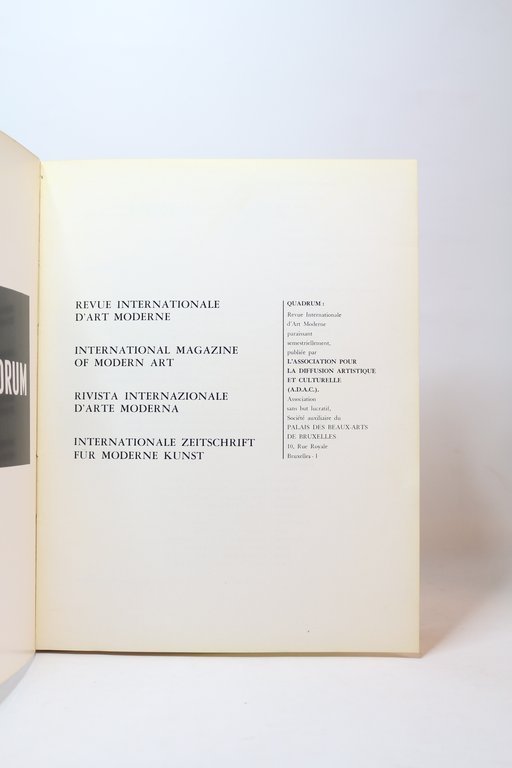 ORUM
REVUE INTERNATIONALE
D'ART MODERNE
INTERNATIONAL MAGAZINE
OF MODERN ART
RIVISTA INTERNAZIONALE
D'ARTE MODERNA
INTERNATIONALE ZEITSCHRIFT
FUR MODERNE KUNST
QUADRUM :
Revue Internationale
d'Art Moderne
paraissant
semestriellement,
publiée par
L'ASSOCIATION POUR
LA DIFFUSION ARTISTIQUE
ET CULTURELLE
(A.D.A.C.).
Association
sans but lucratif,
Société auxiliaire du
PALAIS DES BEAUX-ARTS
DE BRUXELLES
10, Rue Royale
Bruxelles - 1